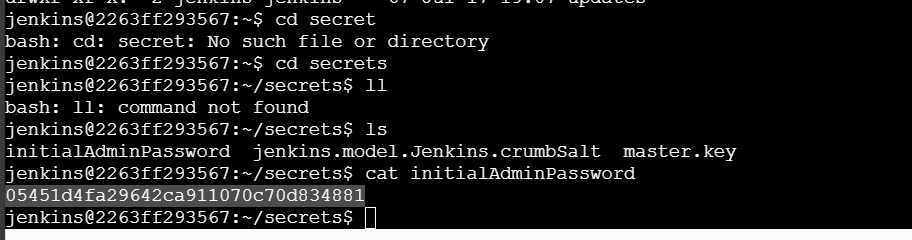 jenkins@2263ff293567:~$ cd secret
bash: cd: secret: No such file or directory
jenkins@2263ff293567:~$ cd secrets
jenkins@2263ff293567:~/secrets$ ll
bash: ll: command not found
jenkins@2263ff293567:~/secrets$ ls
initialAdminPassword  jenkins.model.Jenkins.crumbSalt  master.key
jenkins@2263ff293567:~/secrets$ cat initialAdminPassword
05451d4fa29642ca911070c70d834881
jenkins@2263ff293567:~/secrets$